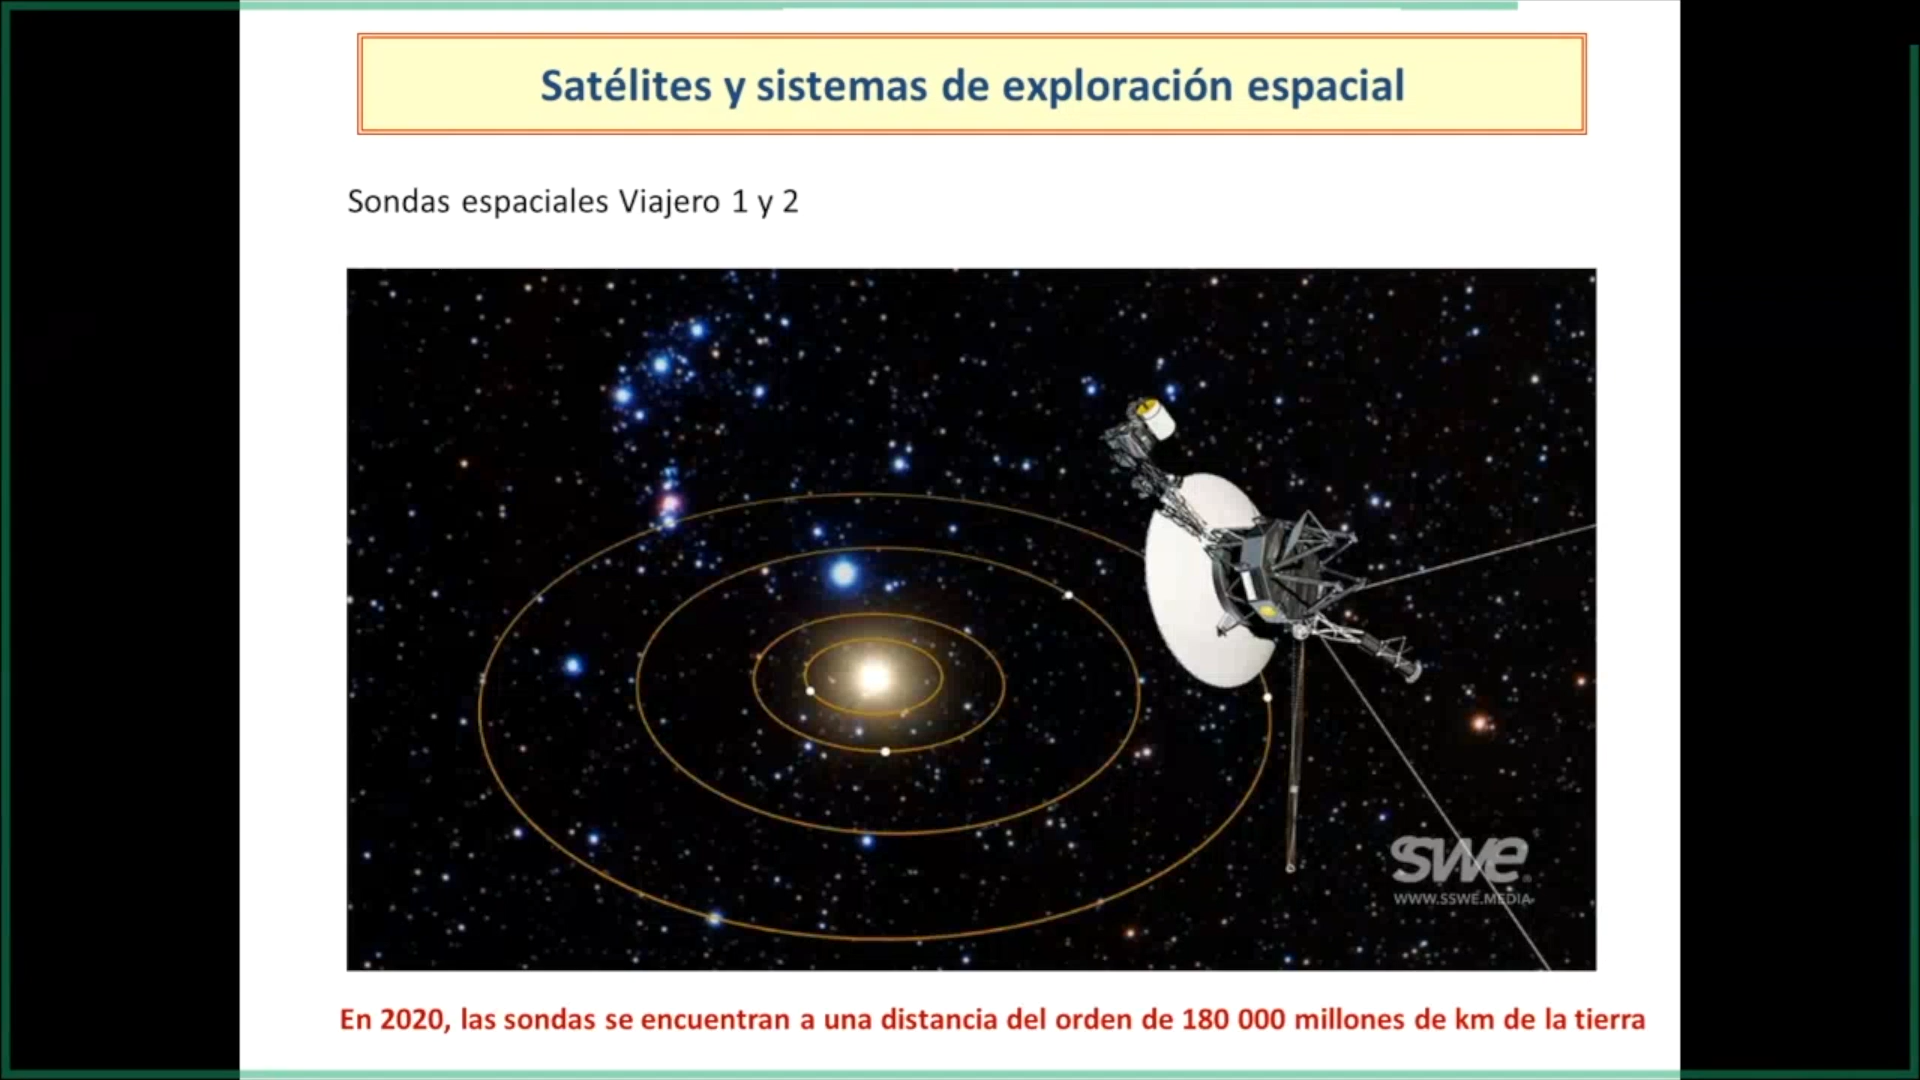 Satélites y sistemas de exploración espacial
Sondas espaciales Viajero 1 y 2
swe
WWW.SSWE.MEDIA
En 2020, las sondas se encuentran a una distancia del orden de 180 000 millones de km de la tierra